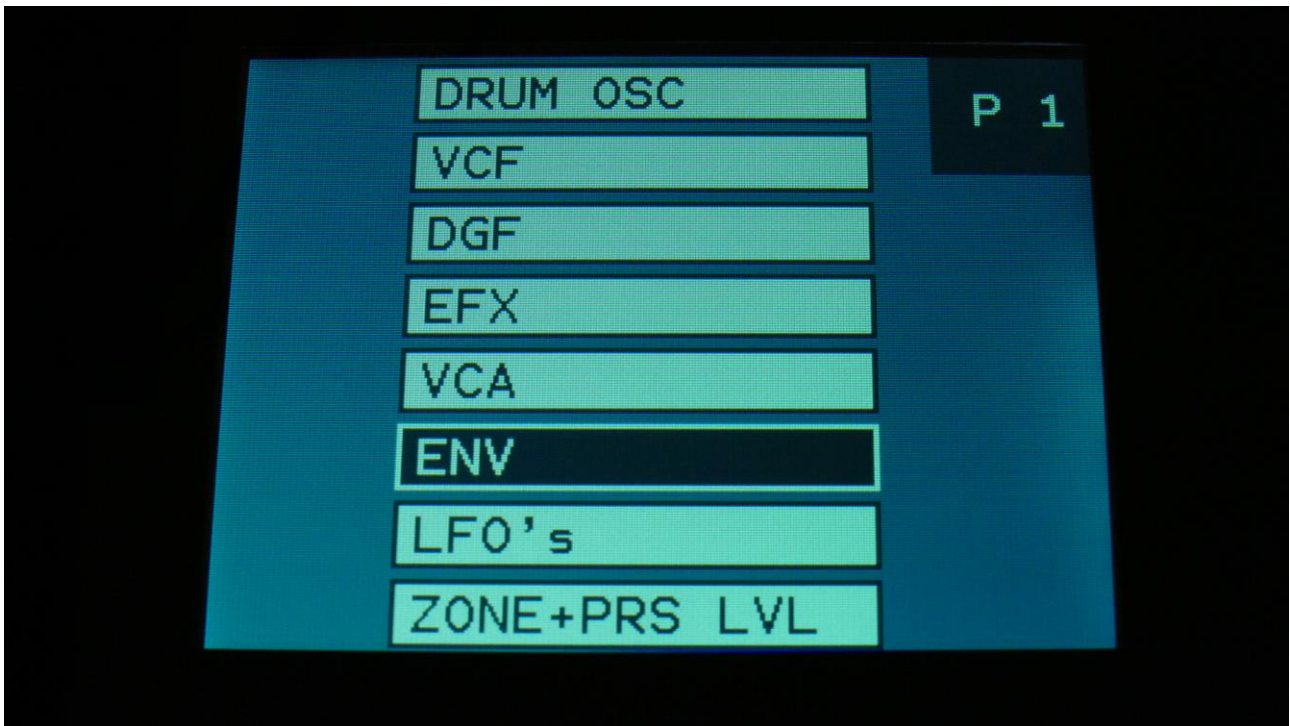 DRUM OSC
P 1
VCF
DGF
EFX
VCA
ENV
LFO's
ZONE+PRS LVL